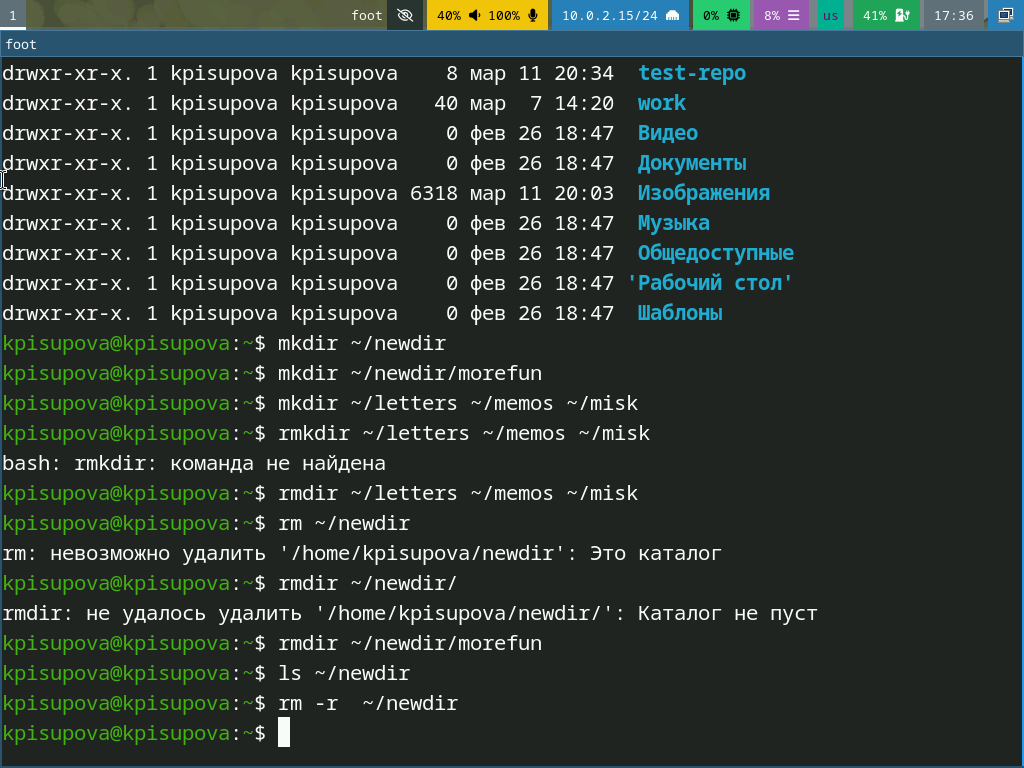 1 foot 40% 100% 10.0.2.15/24 0% 8% us 41% 17:36
foot
drwxr-xr-x. 1 kpisupova kpisupova    8 мар 11 20:34  test-repo
drwxr-xr-x. 1 kpisupova kpisupova   40 мар  7 14:20  work
drwxr-xr-x. 1 kpisupova kpisupova    0 фев 26 18:47  Видео
drwxr-xr-x. 1 kpisupova kpisupova    0 фев 26 18:47  Документы
drwxr-xr-x. 1 kpisupova kpisupova 6318 мар 11 20:03  Изображения
drwxr-xr-x. 1 kpisupova kpisupova    0 фев 26 18:47  Музыка
drwxr-xr-x. 1 kpisupova kpisupova    0 фев 26 18:47  Общедоступные
drwxr-xr-x. 1 kpisupova kpisupova    0 фев 26 18:47 'Рабочий стол'
drwxr-xr-x. 1 kpisupova kpisupova    0 фев 26 18:47  Шаблоны
kpisupova@kpisupova:~$ mkdir ~/newdir
kpisupova@kpisupova:~$ mkdir ~/newdir/morefun
kpisupova@kpisupova:~$ mkdir ~/letters ~/memos ~/misk
kpisupova@kpisupova:~$ rmkdir ~/letters ~/memos ~/misk
bash: rmkdir: команда не найдена
kpisupova@kpisupova:~$ rmdir ~/letters ~/memos ~/misk
kpisupova@kpisupova:~$ rm ~/newdir
rm: невозможно удалить '/home/kpisupova/newdir': Это каталог
kpisupova@kpisupova:~$ rmdir ~/newdir/
rmdir: не удалось удалить '/home/kpisupova/newdir/': Каталог не пуст
kpisupova@kpisupova:~$ rmdir ~/newdir/morefun
kpisupova@kpisupova:~$ ls ~/newdir
kpisupova@kpisupova:~$ rm -r  ~/newdir
kpisupova@kpisupova:~$